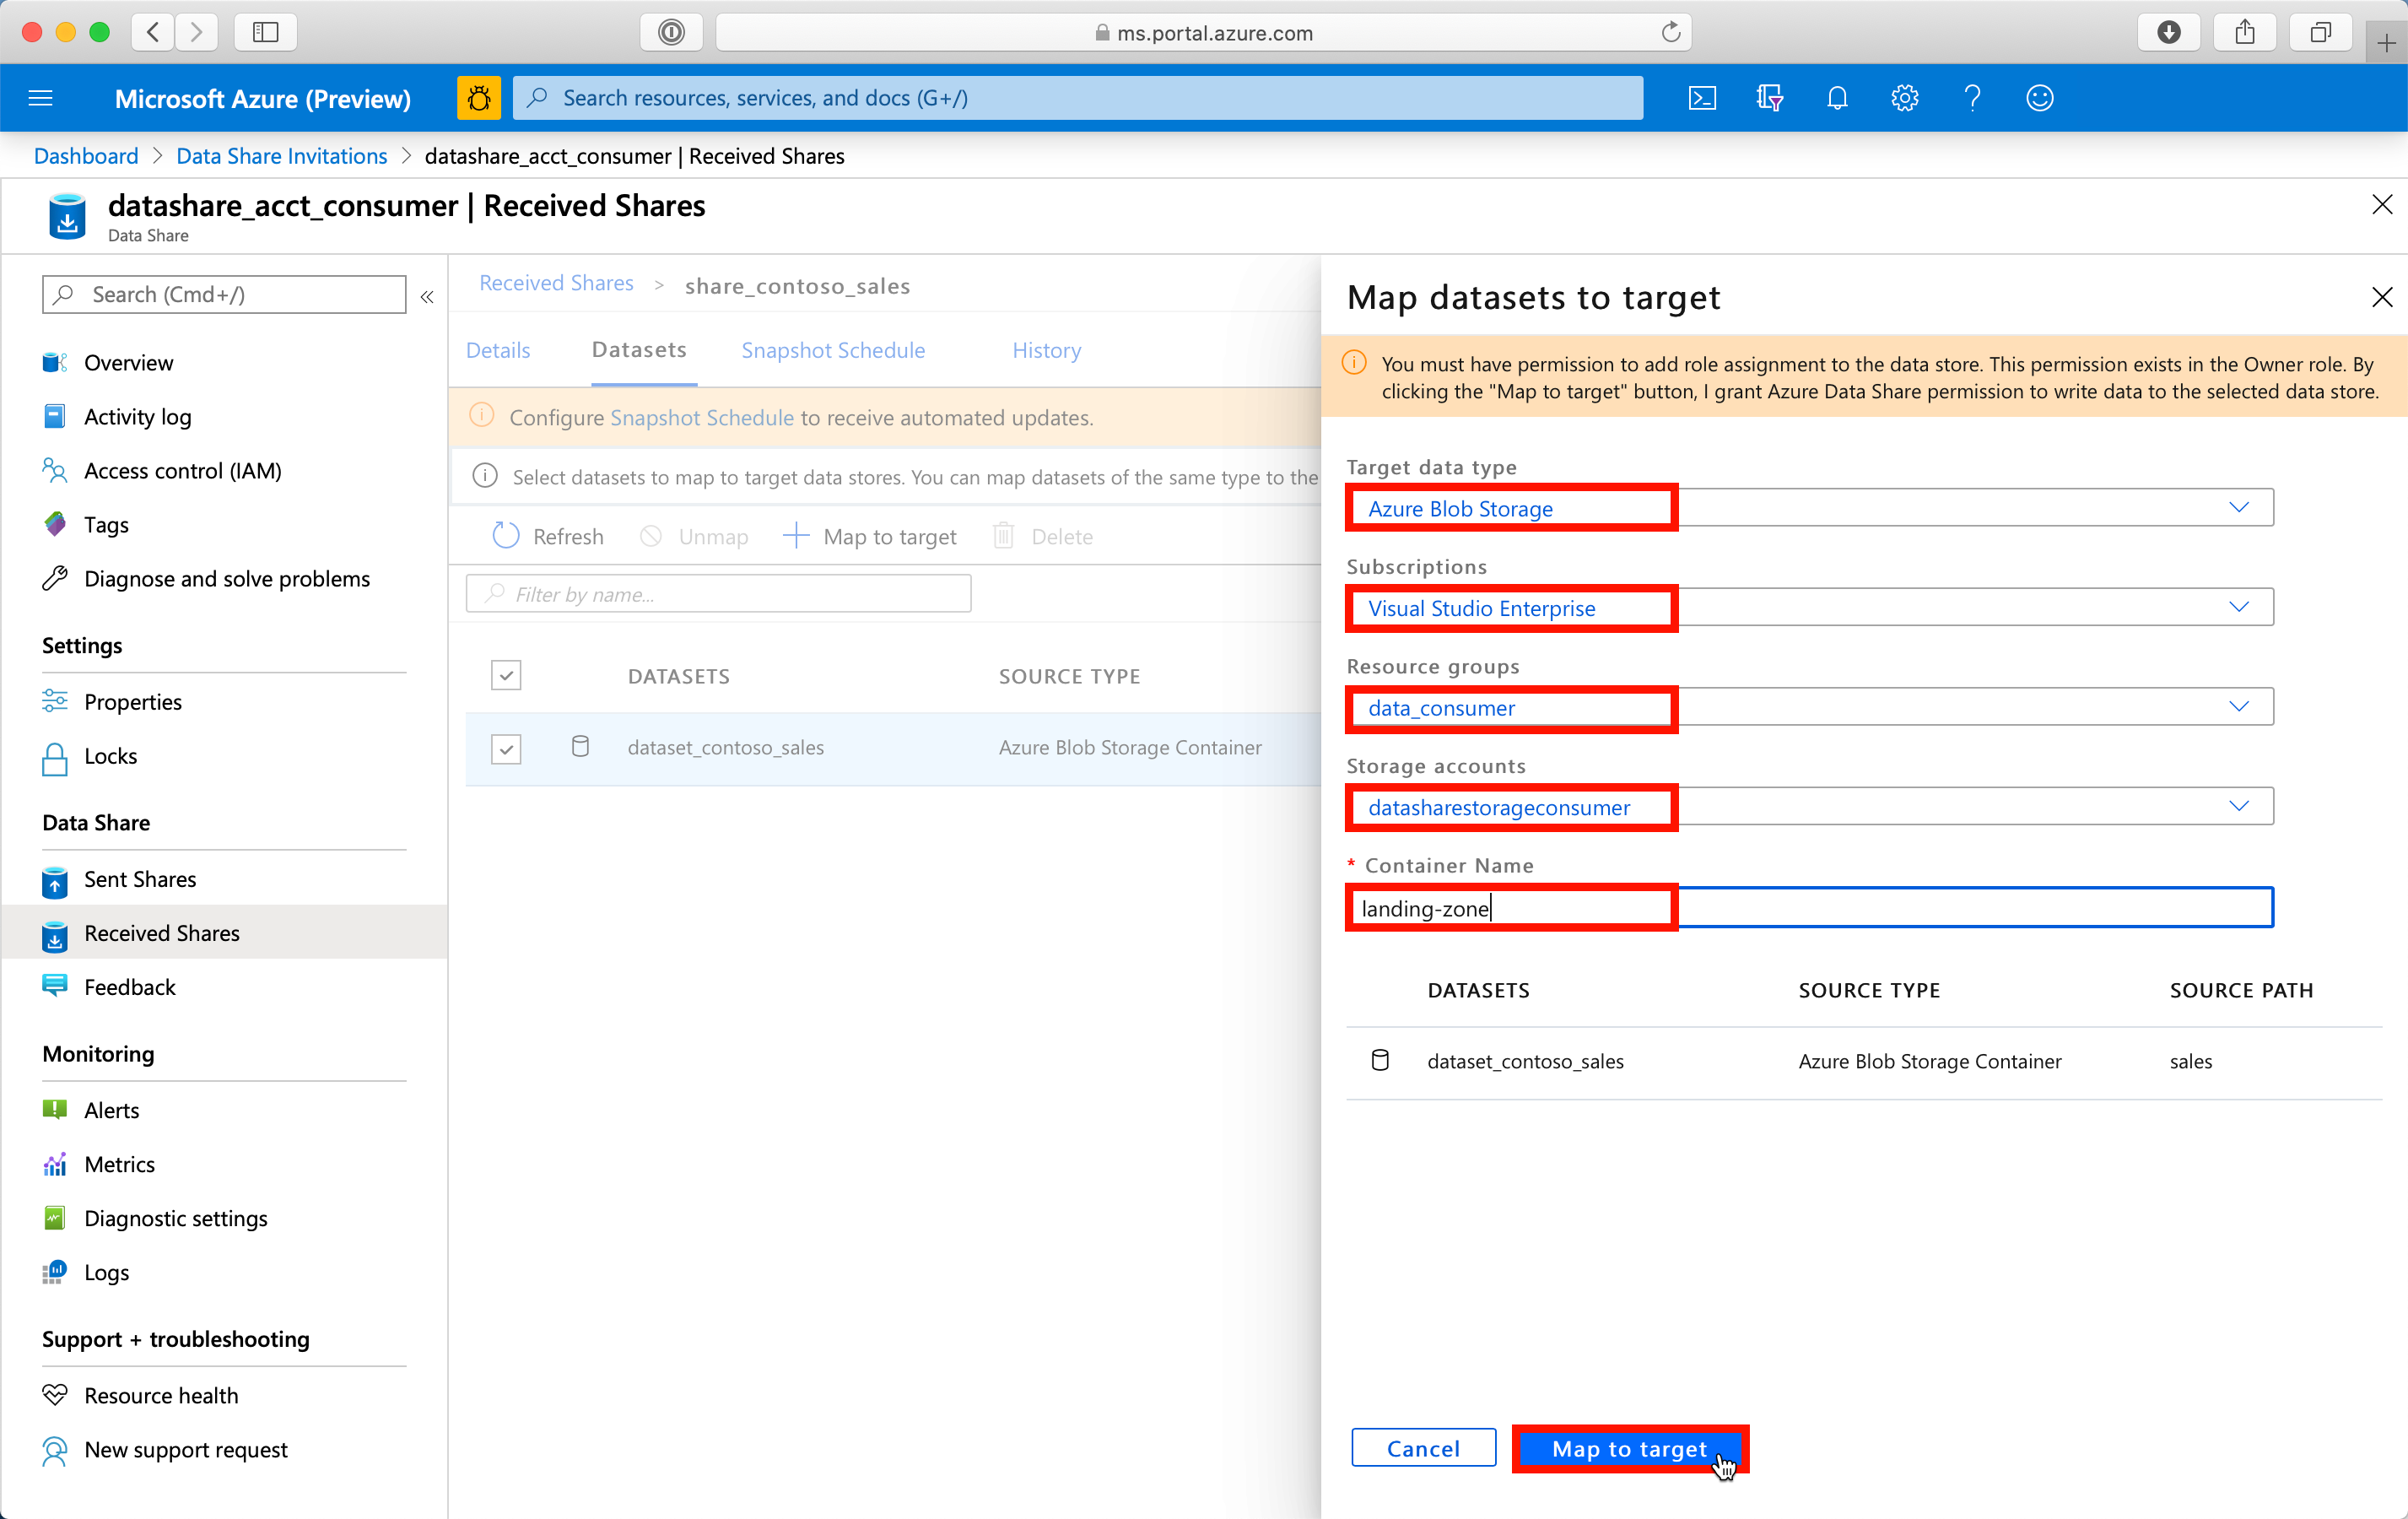 ms.portal.azure.com
Microsoft Azure (Preview)
Search resources, services, and docs (G+/)
Dashboard > Data Share Invitations > datashare_acct_consumer | Received Shares
datashare_acct_consumer | Received Shares
Data Share
Search (Cmd+/)
«
Overview
Activity log
Access control (IAM)
Tags
Diagnose and solve problems
Settings
Properties
Locks
Data Share
Sent Shares
Received Shares
Feedback
Monitoring
Alerts
Metrics
Diagnostic settings
Logs
Support + troubleshooting
Resource health
New support request
Received Shares > share_contoso_sales
Details Datasets Snapshot Schedule History
Configure Snapshot Schedule to receive automated updates.
Select datasets to map to target data stores. You can map datasets of the same type to the
Refresh Unmap Map to target Delete
Filter by name...
DATASETS SOURCE TYPE
dataset_contoso_sales Azure Blob Storage Container
Map datasets to target
You must have permission to add role assignment to the data store. This permission exists in the Owner role. By
clicking the "Map to target" button, I grant Azure Data Share permission to write data to the selected data store.
Target data type
Azure Blob Storage
Subscriptions
Visual Studio Enterprise
Resource groups
data_consumer
Storage accounts
datasharestorageconsumer
* Container Name
landing-zone
DATASETS SOURCE TYPE SOURCE PATH
dataset_contoso_sales Azure Blob Storage Container sales
Cancel Map to target